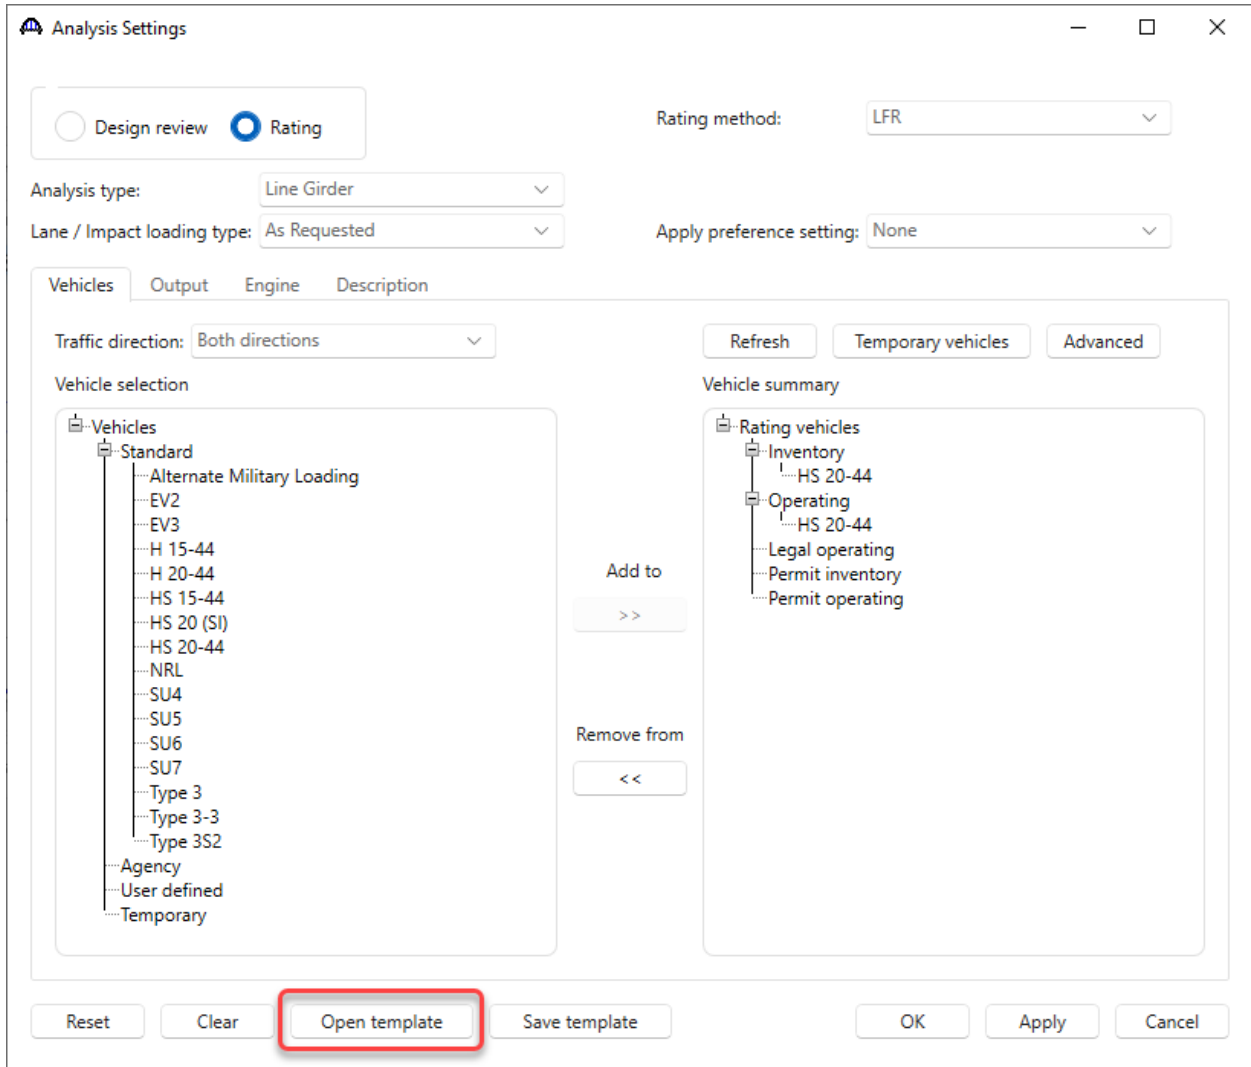 Analysis Settings
Design review Rating
Rating method: LFR
Analysis type: Line Girder
Lane / Impact loading type: As Requested
Apply preference setting: None
Vehicles Output Engine Description
Traffic direction: Both directions
Refresh Temporary vehicles Advanced
Vehicle selection
Vehicles
Standard
Alternate Military Loading
EV2
EV3
H 15-44
H 20-44
HS 15-44
HS 20 (SI)
HS 20-44
NRL
SU4
SU5
SU6
SU7
Type 3
Type 3-3
Type 3S2
Agency
User defined
Temporary
Add to
>>
Remove from
<<
Vehicle summary
Rating vehicles
Inventory
HS 20-44
Operating
HS 20-44
Legal operating
Permit inventory
Permit operating
Reset Clear Open template Save template OK Apply Cancel